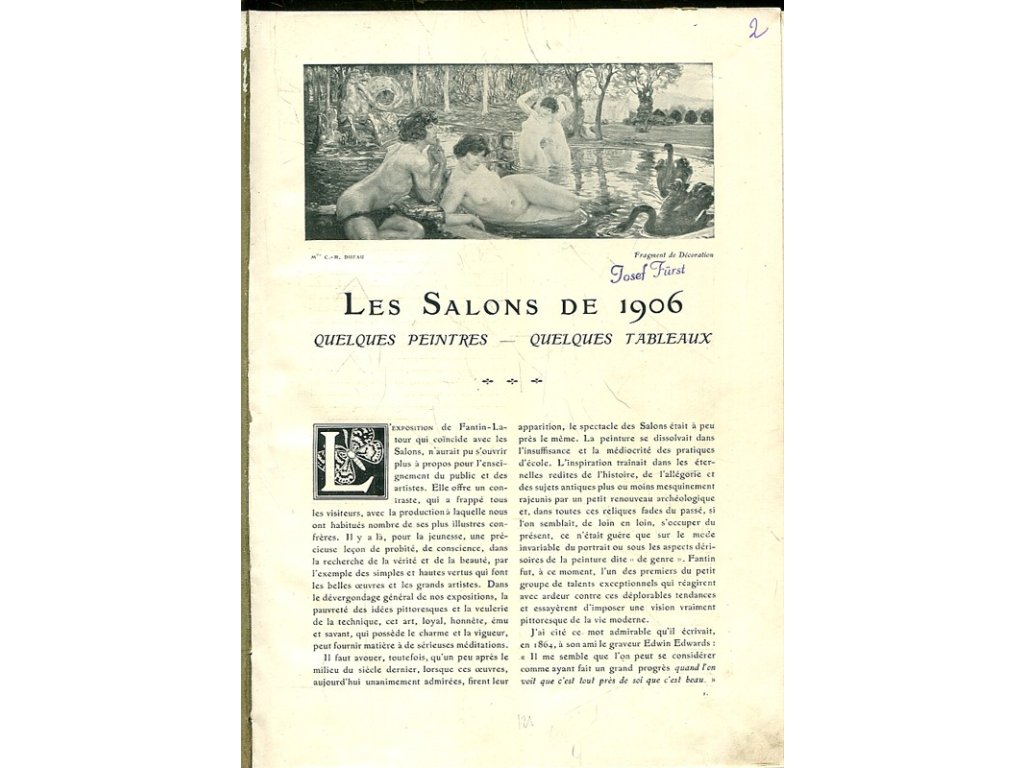 2
Mlle C.-H. DUFAU
Fragment de Décoration
Josef Fürst
LES SALONS DE 1906
QUELQUES PEINTRES — QUELQUES TABLEAUX
L'EXPOSITION de Fantin-La-
tour qui coïncide avec les
Salons, n'aurait pu s'ouvrir
plus à propos pour l'ensei-
gnement du public et des
artistes. Elle offre un con-
traste, qui a frappé tous
les visiteurs, avec la production à laquelle nous
ont habitués nombre de ses plus illustres con-
frères. Il y a là, pour la jeunesse, une pré-
cieuse leçon de probité, de conscience, dans
la recherche de la vérité et de la beauté, par
l'exemple des simples et hautes vertus qui font
les belles œuvres et les grands artistes. Dans
le dévergondage général de nos expositions, la
pauvreté des idées pittoresques et la veulerie
de la technique, cet art, loyal, honnête, ému
et savant, qui possède le charme et la vigueur,
peut fournir matière à de sérieuses méditations.
Il faut avouer, toutefois, qu'un peu après le
milieu du siècle dernier, lorsque ces œuvres,
aujourd'hui unanimement admirées, firent leur
apparition, le spectacle des Salons était à peu
près le même. La peinture se dissolvait dans
l'insuffisance et la médiocrité des pratiques
d'école. L'inspiration traînait dans les éter-
nelles redites de l'histoire, de l'allégorie et
des sujets antiques plus ou moins mesquinement
rajeunis par un petit renouveau archéologique
et, dans toutes ces reliques fades du passé, si
l'on semblait, de loin en loin, s'occuper du
présent, ce n'était guère que sur le mode
invariable du portrait ou sous les aspects déri-
soires de la peinture dite « de genre ». Fantin
fut, à ce moment, l'un des premiers du petit
groupe de talents exceptionnels qui réagirent
avec ardeur contre ces déplorables tendances
et essayèrent d'imposer une vision vraiment
pittoresque de la vie moderne.
J'ai cité ce mot admirable qu'il écrivait,
en 1864, à son ami le graveur Edwin Edwards :
« Il me semble que l'on peut se considérer
comme ayant fait un grand progrès quand l'on
voit que c'est tout près de soi que c'est beau. »